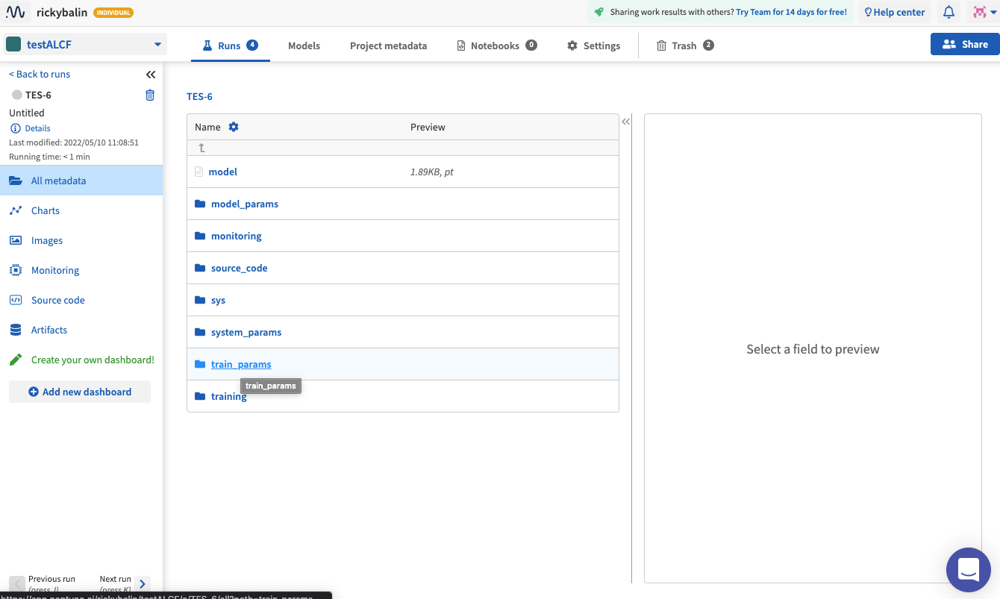 rickybalin INDIVIDUAL
Sharing work results with others? Try Team for 14 days for free!
Help center
testALCF
Runs 4
Models
Project metadata
Notebooks 0
Settings
Trash 2
Share
< Back to runs
TES-6
Untitled
Details
Last modified: 2022/05/10 11:08:51
Running time: < 1 min
All metadata
Charts
Images
Monitoring
Source code
Artifacts
Create your own dashboard!
Add new dashboard
Previous run
(press J)
Next run
(press K)
TES-6
Name Preview
model 1.89KB, pt
model_params
monitoring
source_code
sys
system_params
train_params
train_params
training
Select a field to preview
https://app.neptune.ai/rickybalin/testALCF/e/TES-6/all?path=train_params